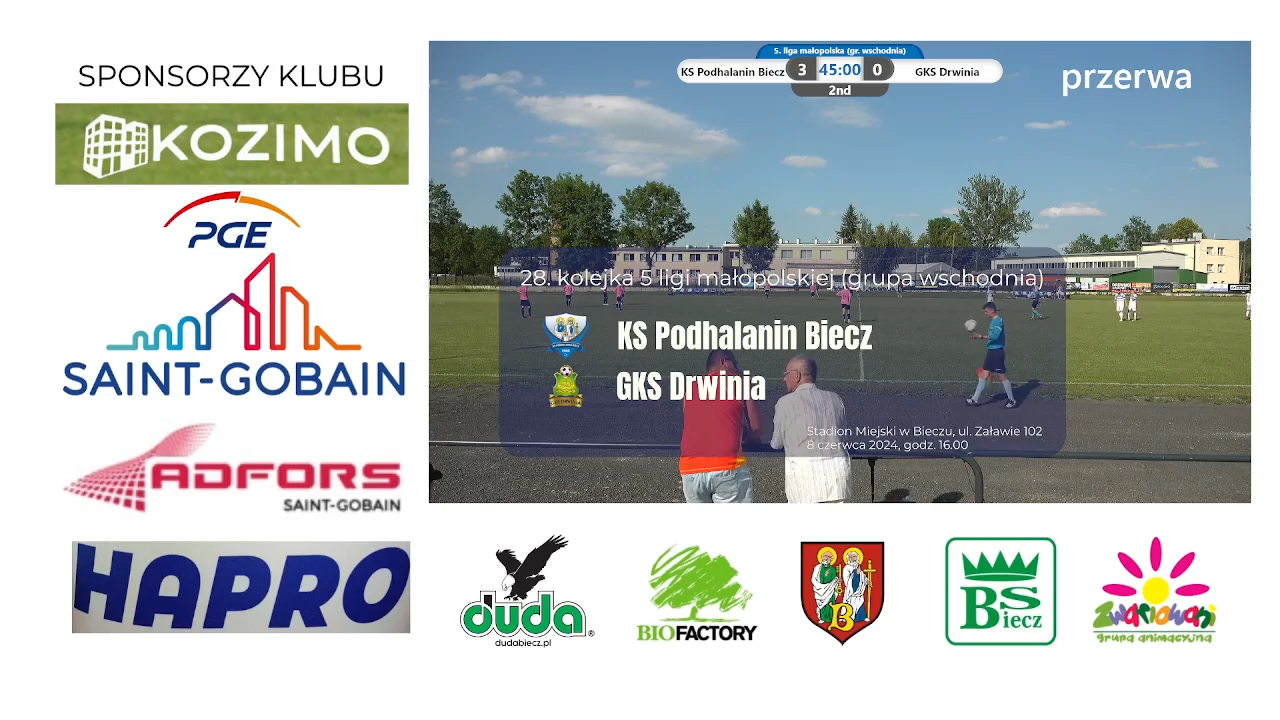 SPONSORZY KLUBU
KOZIMO
PGE
SAINT-GOBAIN
ADFORS
SAINT-GOBAIN
HAPRO
5. liga małopolska (gr. wschodnia)
KS Podhalanin Biecz 3 45:00 0 GKS Drwinia
2nd
przerwa
28. kolejka 5 ligi małopolskiej (grupa wschodnia)
KS Podhalanin Biecz
GKS Drwinia
Stadion Miejski w Bieczu, ul. Załawie 102
8 czerwca 2024, godz. 16.00
duda®
dudabiecz.pl
BIOFACTORY
B
BS
Biecz
Zwariowani
grupa animacyjna